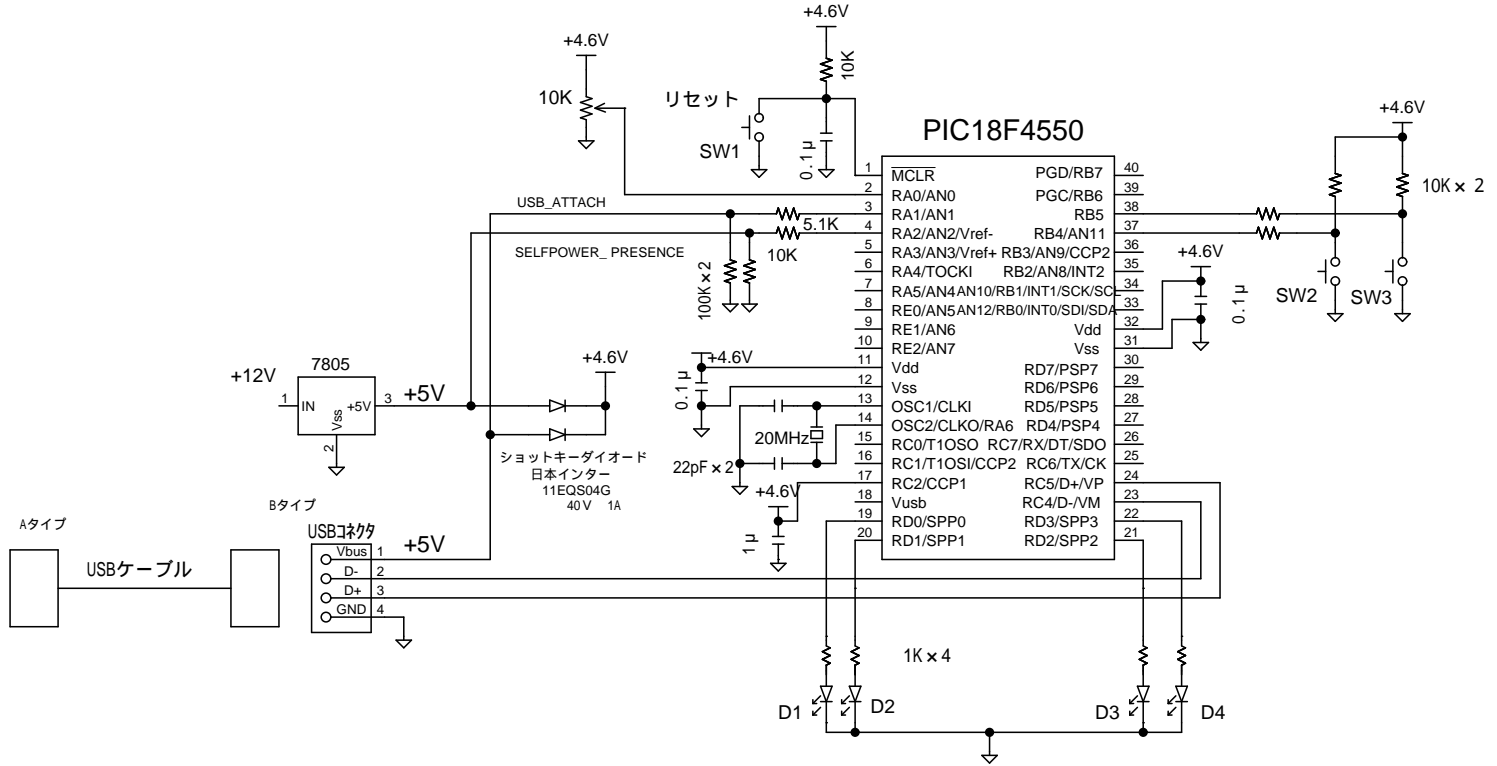 +4.6V
+4.6V
10K
10K
リセット
SW1
0.1μ
PIC18F4550
+4.6V
10K×2
1 MCLR
2 RA0/AN0
3 RA1/AN1
4 RA2/AN2/Vref-
5 RA3/AN3/Vref+
6 RA4/TOCKI
7 RA5/AN4
8 RE0/AN5
9 RE1/AN6
10 RE2/AN7
11 Vdd
12 Vss
13 OSC1/CLKI
14 OSC2/CLKO/RA6
15 RC0/T1OSO
16 RC1/T1OSI/CCP2
17 RC2/CCP1
18 Vusb
19 RD0/SPP0
20 RD1/SPP1
PGD/RB7 40
PGC/RB6 39
RB5 38
RB4/AN11 37
RB3/AN9/CCP2 36
RB2/AN8/INT2 35
AN10/RB1/INT1/SCK/SCL 34
AN12/RB0/INT0/SDI/SDA 33
Vdd 32
Vss 31
RD7/PSP7 30
RD6/PSP6 29
RD5/PSP5 28
RD4/PSP4 27
RC7/RX/DT/SDO 26
RC6/TX/CK 25
RC5/D+/VP 24
RC4/D-/VM 23
RD3/SPP3 22
RD2/SPP2 21
USB_ATTACH
5.1K
SELFPOWER_ PRESENCE
10K
100K×2
+4.6V
0.1μ
SW2
SW3
7805
+12V
1 IN
+5V 3
Vss
2
+5V
+4.6V
+4.6V
0.1μ
20MHz
22pF×2
ショットキーダイオード
日本インター
11EQS04G
40V 1A
+4.6V
1μ
Aタイプ
USBケーブル
Bタイプ
USBコネクタ
Vbus 1
+5V
D- 2
D+ 3
GND 4
1K×4
D1
D2
D3
D4